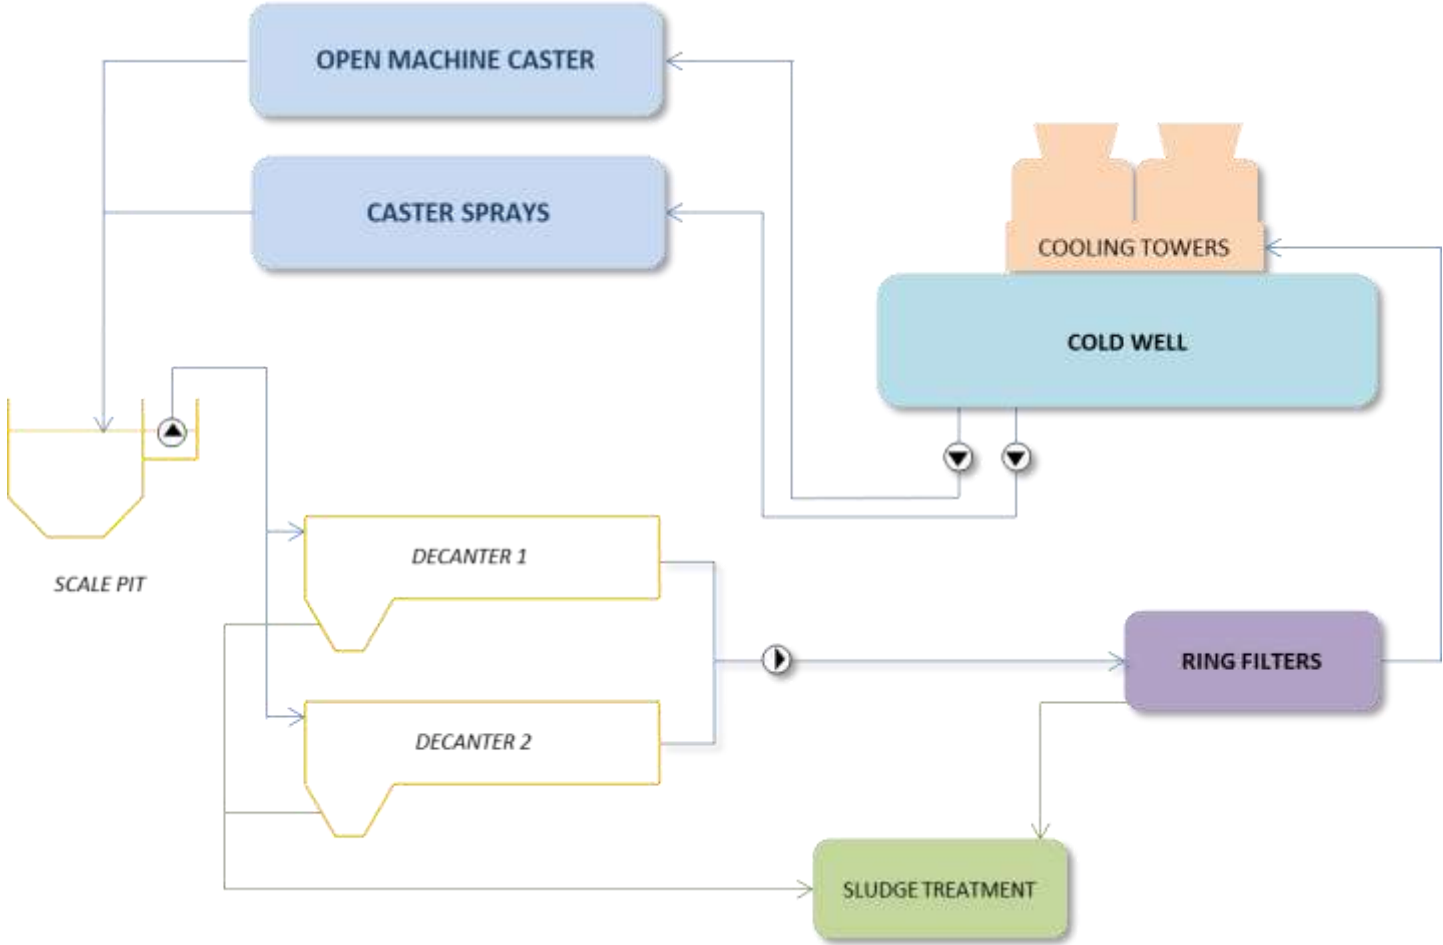 OPEN MACHINE CASTER
CASTER SPRAYS
COOLING TOWERS
COLD WELL
SCALE PIT
DECANTER 1
DECANTER 2
RING FILTERS
SLUDGE TREATMENT